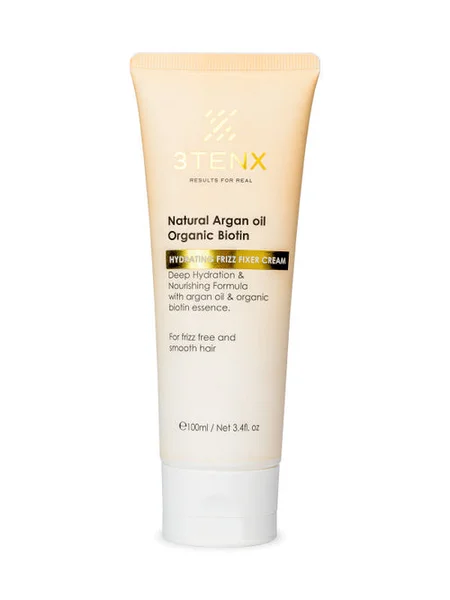 3TENX
RESULTS FOR REAL
Natural Argan oil
Organic Biotin
HYDRATING FRIZZ FIXER CREAM
Deep Hydration &
Nourishing Formula
with argan oil & organic
biotin essence.
For frizz free and
smooth hair
℮100ml / Net 3.4fl. oz